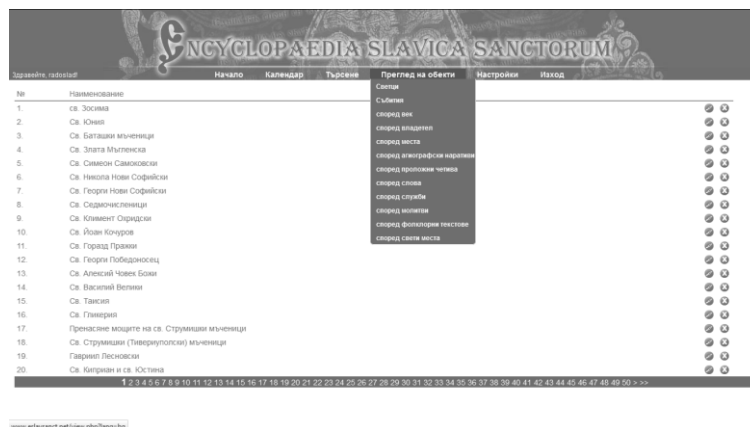 ENCYCLOPAEDIA SLAVICA SANCTORUM
Здравейте, radoslad!
Начало Календар Търсене Преглед на обекти Настройки Изход
Светци
Събития
според век
според владетел
според места
според агиографски наративи
според проложни четива
според слова
според служби
според молитви
според фолклорни текстове
според свети места
№ Наименование
1. св. Зосима
2. Св. Юния
3. Св. Баташки мъченици
4. Св. Злата Мъгленска
5. Св. Симеон Самоковски
6. Св. Никола Нови Софийски
7. Св. Георги Нови Софийски
8. Св. Седмочисленици
9. Св. Климент Охридски
10. Св. Йоан Кочуров
11. Св. Горазд Пражки
12. Св. Георги Победоносец
13. Св. Алексий Човек Божи
14. Св. Василий Велики
15. Св. Таисия
16. Св. Гликерия
17. Пренасяне мощите на св. Струмишки мъченици
18. Св. Струмишки (Тивериуполски) мъченици
19. Гавриил Лесновски
20. Св. Киприан и св. Юстина
1 2 3 4 5 6 7 8 9 10 11 12 13 14 15 16 17 18 19 20 21 22 23 24 25 26 27 28 29 30 31 32 33 34 35 36 37 38 39 40 41 42 43 44 45 46 47 48 49 50 > >>
www.eslavsanct.net/view.php?lang=bg